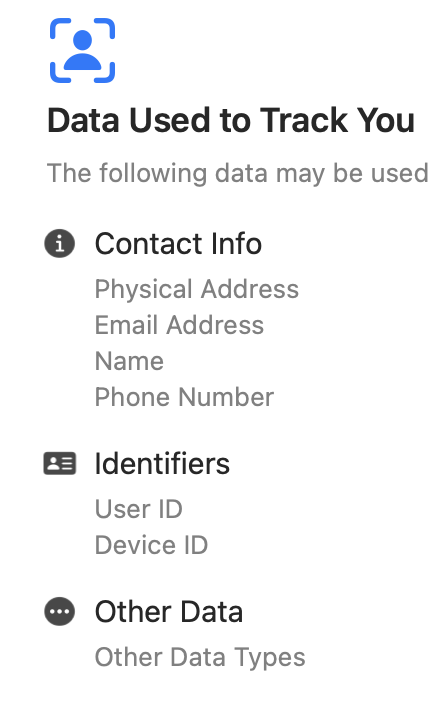 Data Used to Track You
The following data may be used
Contact Info
Physical Address
Email Address
Name
Phone Number
Identifiers
User ID
Device ID
Other Data
Other Data Types